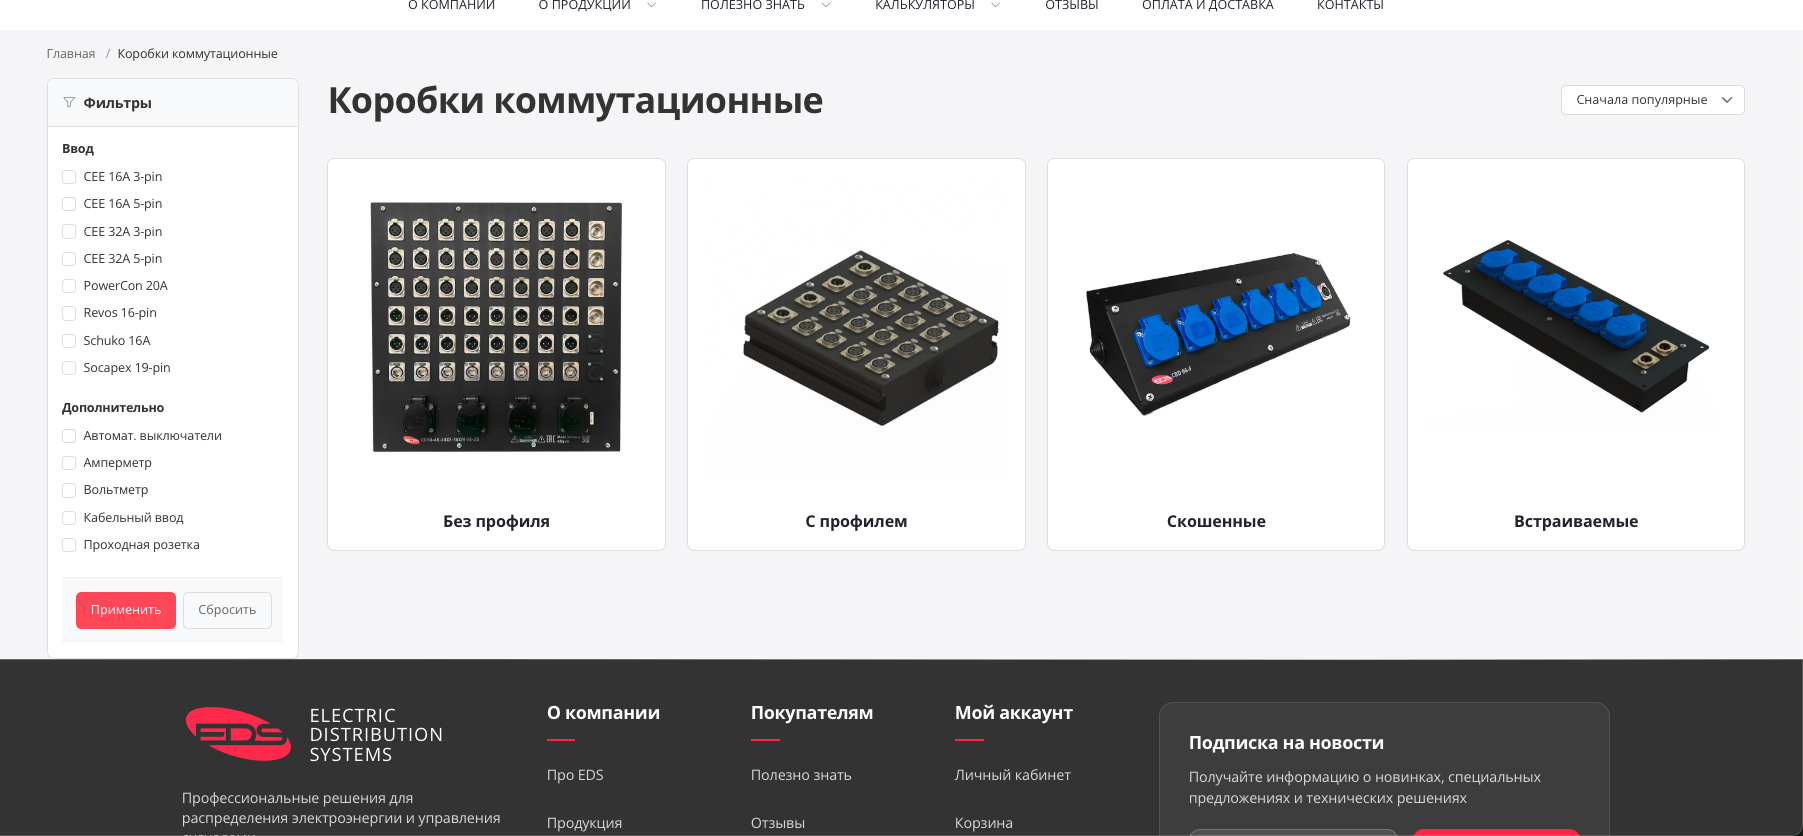 О КОМПАНИИ
О ПРОДУКЦИИ
ПОЛЕЗНО ЗНАТЬ
КАЛЬКУЛЯТОРЫ
ОТЗЫВЫ
ОПЛАТА И ДОСТАВКА
КОНТАКТЫ
Главная / Коробки коммутационные
Фильтры
Ввод
CEE 16A 3-pin
CEE 16A 5-pin
CEE 32A 3-pin
CEE 32A 5-pin
PowerCon 20A
Revos 16-pin
Schuko 16A
Socapex 19-pin
Дополнительно
Автомат. выключатели
Амперметр
Вольтметр
Кабельный ввод
Проходная розетка
Применить
Сбросить
Коробки коммутационные
Сначала популярные
Без профиля
С профилем
Скошенные
Встраиваемые
EDS
ELECTRIC
DISTRIBUTION
SYSTEMS
Профессиональные решения для
распределения электроэнергии и управления
О компании
Про EDS
Продукция
Покупателям
Полезно знать
Отзывы
Мой аккаунт
Личный кабинет
Корзина
Подписка на новости
Получайте информацию о новинках, специальных
предложениях и технических решениях